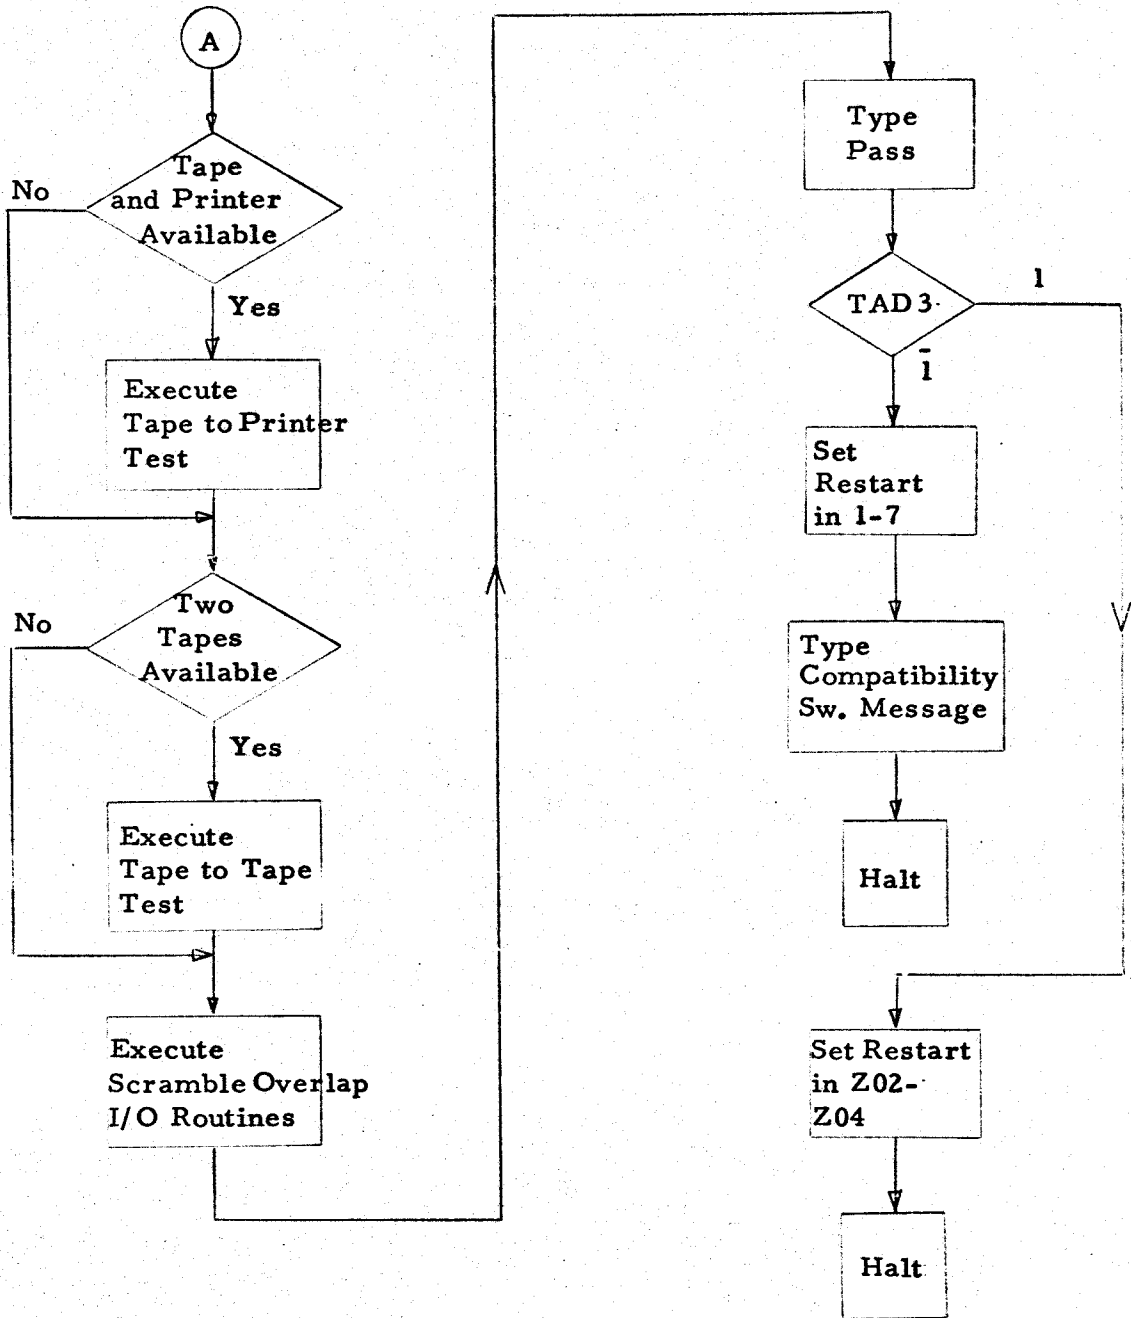 A
Tape
and Printer
Available
No
Yes
Execute
Tape to Printer
Test
Two
Tapes
Available
No
Yes
Execute
Tape to Tape
Test
Execute
Scramble Overlap
I/O Routines
Type
Pass
TAD 3
1
1̄
Set
Restart
in 1-7
Type
Compatibility
Sw. Message
Halt
Set Restart
in Z02-
Z04
Halt